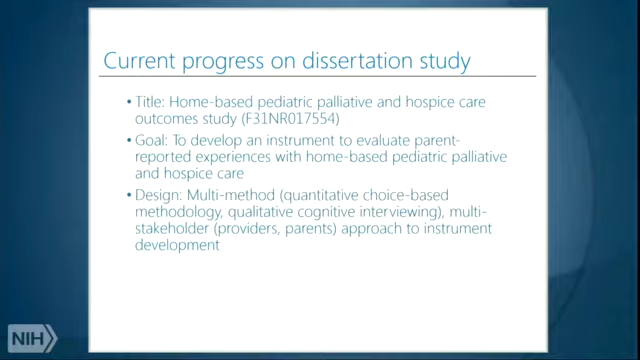 Current progress on dissertation study
• Title: Home-based pediatric palliative and hospice care
outcomes study (F31NR017554)
• Goal: To develop an instrument to evaluate parent-
reported experiences with home-based pediatric palliative
and hospice care
• Design: Multi-method (quantitative choice-based
methodology, qualitative cognitive interviewing), multi-
stakeholder (providers, parents) approach to instrument
development
NIH